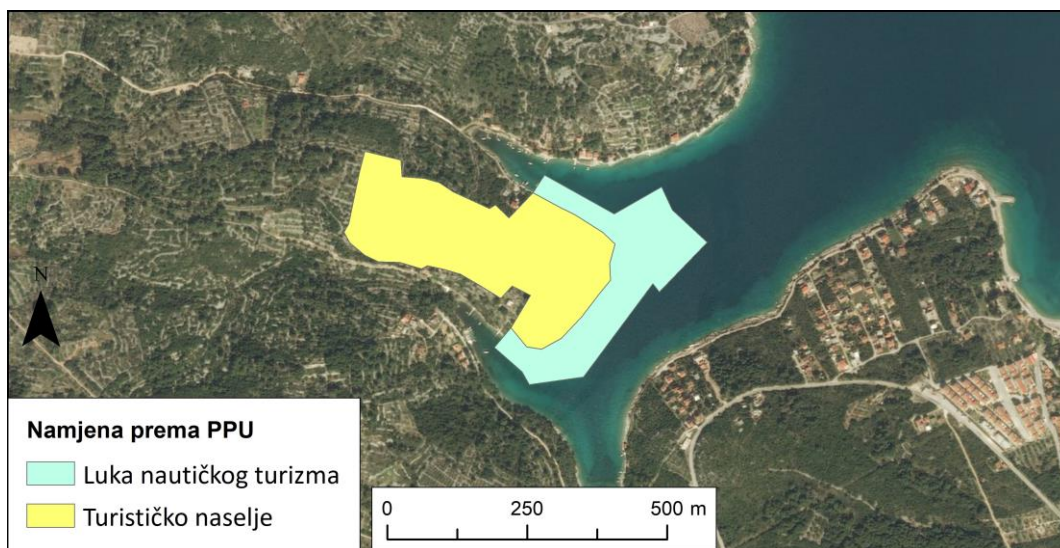 N
Namjena prema PPU
Luka nautičkog turizma
Turističko naselje
0 250 500 m